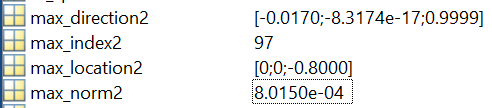 max_direction2 [-0.0170;-8.3174e-17;0.9999]
max_index2 97
max_location2 [0;0;-0.8000]
max_norm2 8.0150e-04